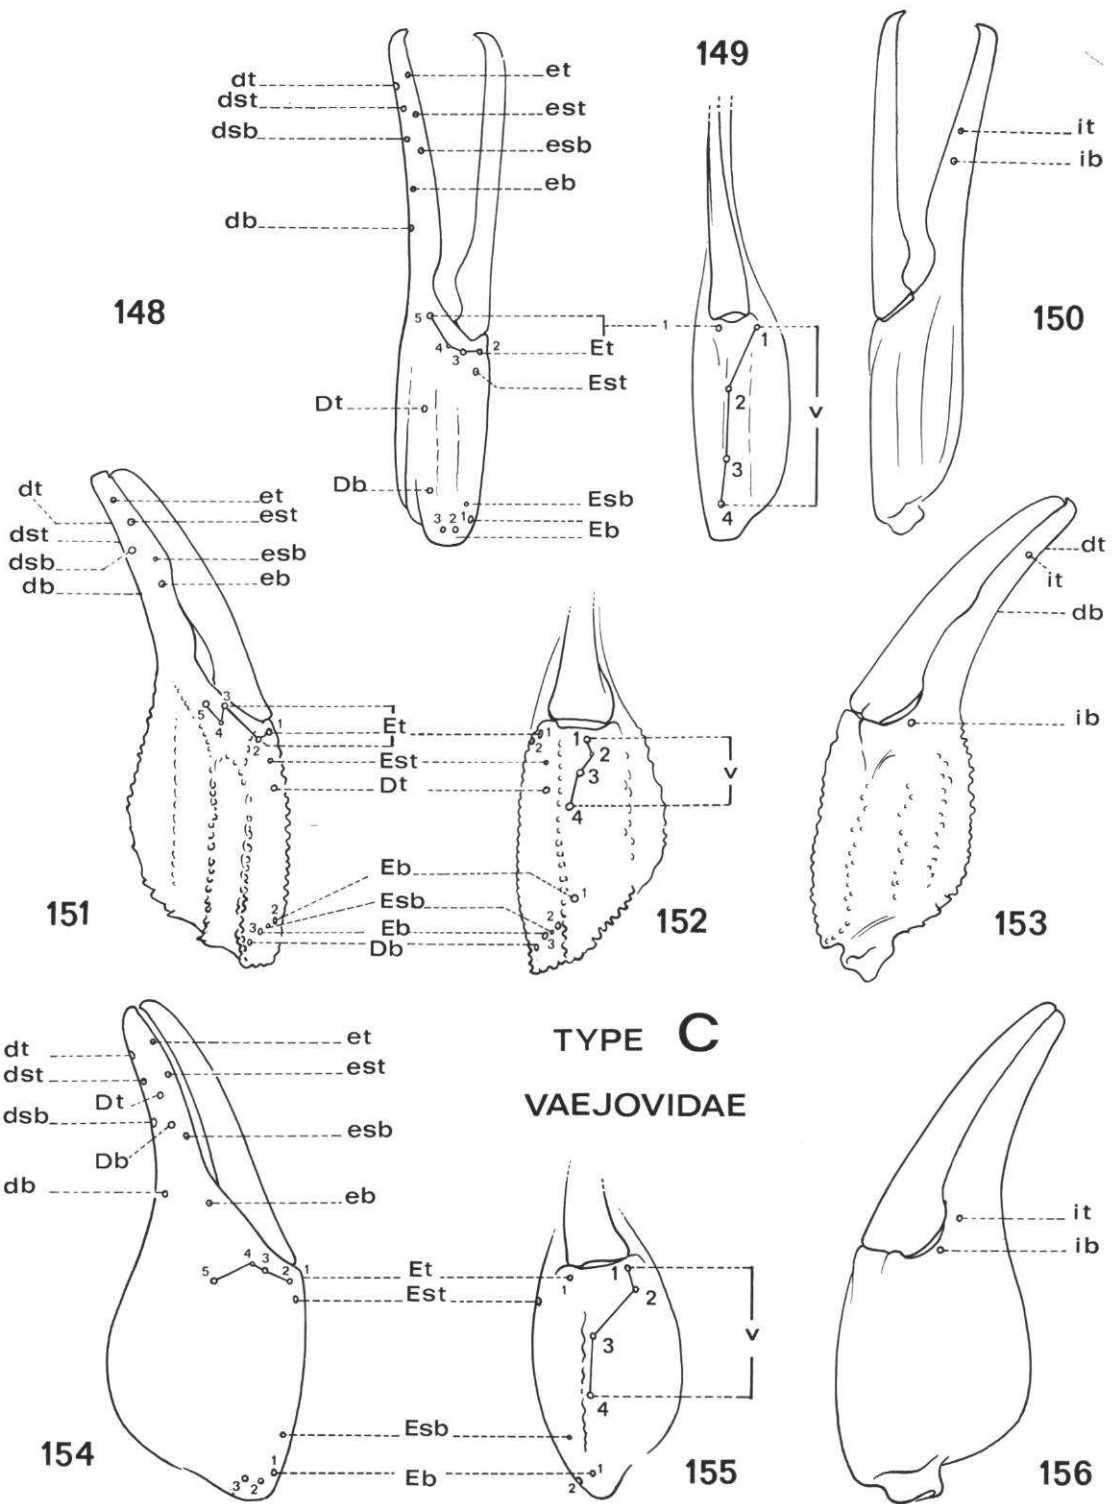 149
148
150
dt
dst
dsb
db
et
est
esb
eb
5
4
3
2
Et
Est
Dt
Db
3 2 1
Esb
Eb
1
1
2
3
4
v
it
ib
dt
dst
dsb
db
et
est
esb
eb
3
5
4
2
1
Et
Est
Dt
Eb
Esb
Eb
Db
2
3
151
1
2
1
2
3
4
v
1
2
3
152
dt
it
db
ib
153
TYPE C
VAEJOVIDAE
dt
dst
Dt
dsb
Db
db
et
est
esb
eb
5
4
3
2
1
Et
Est
Esb
Eb
1
3
2
154
1
1
2
3
4
v
1
2
155
it
ib
156